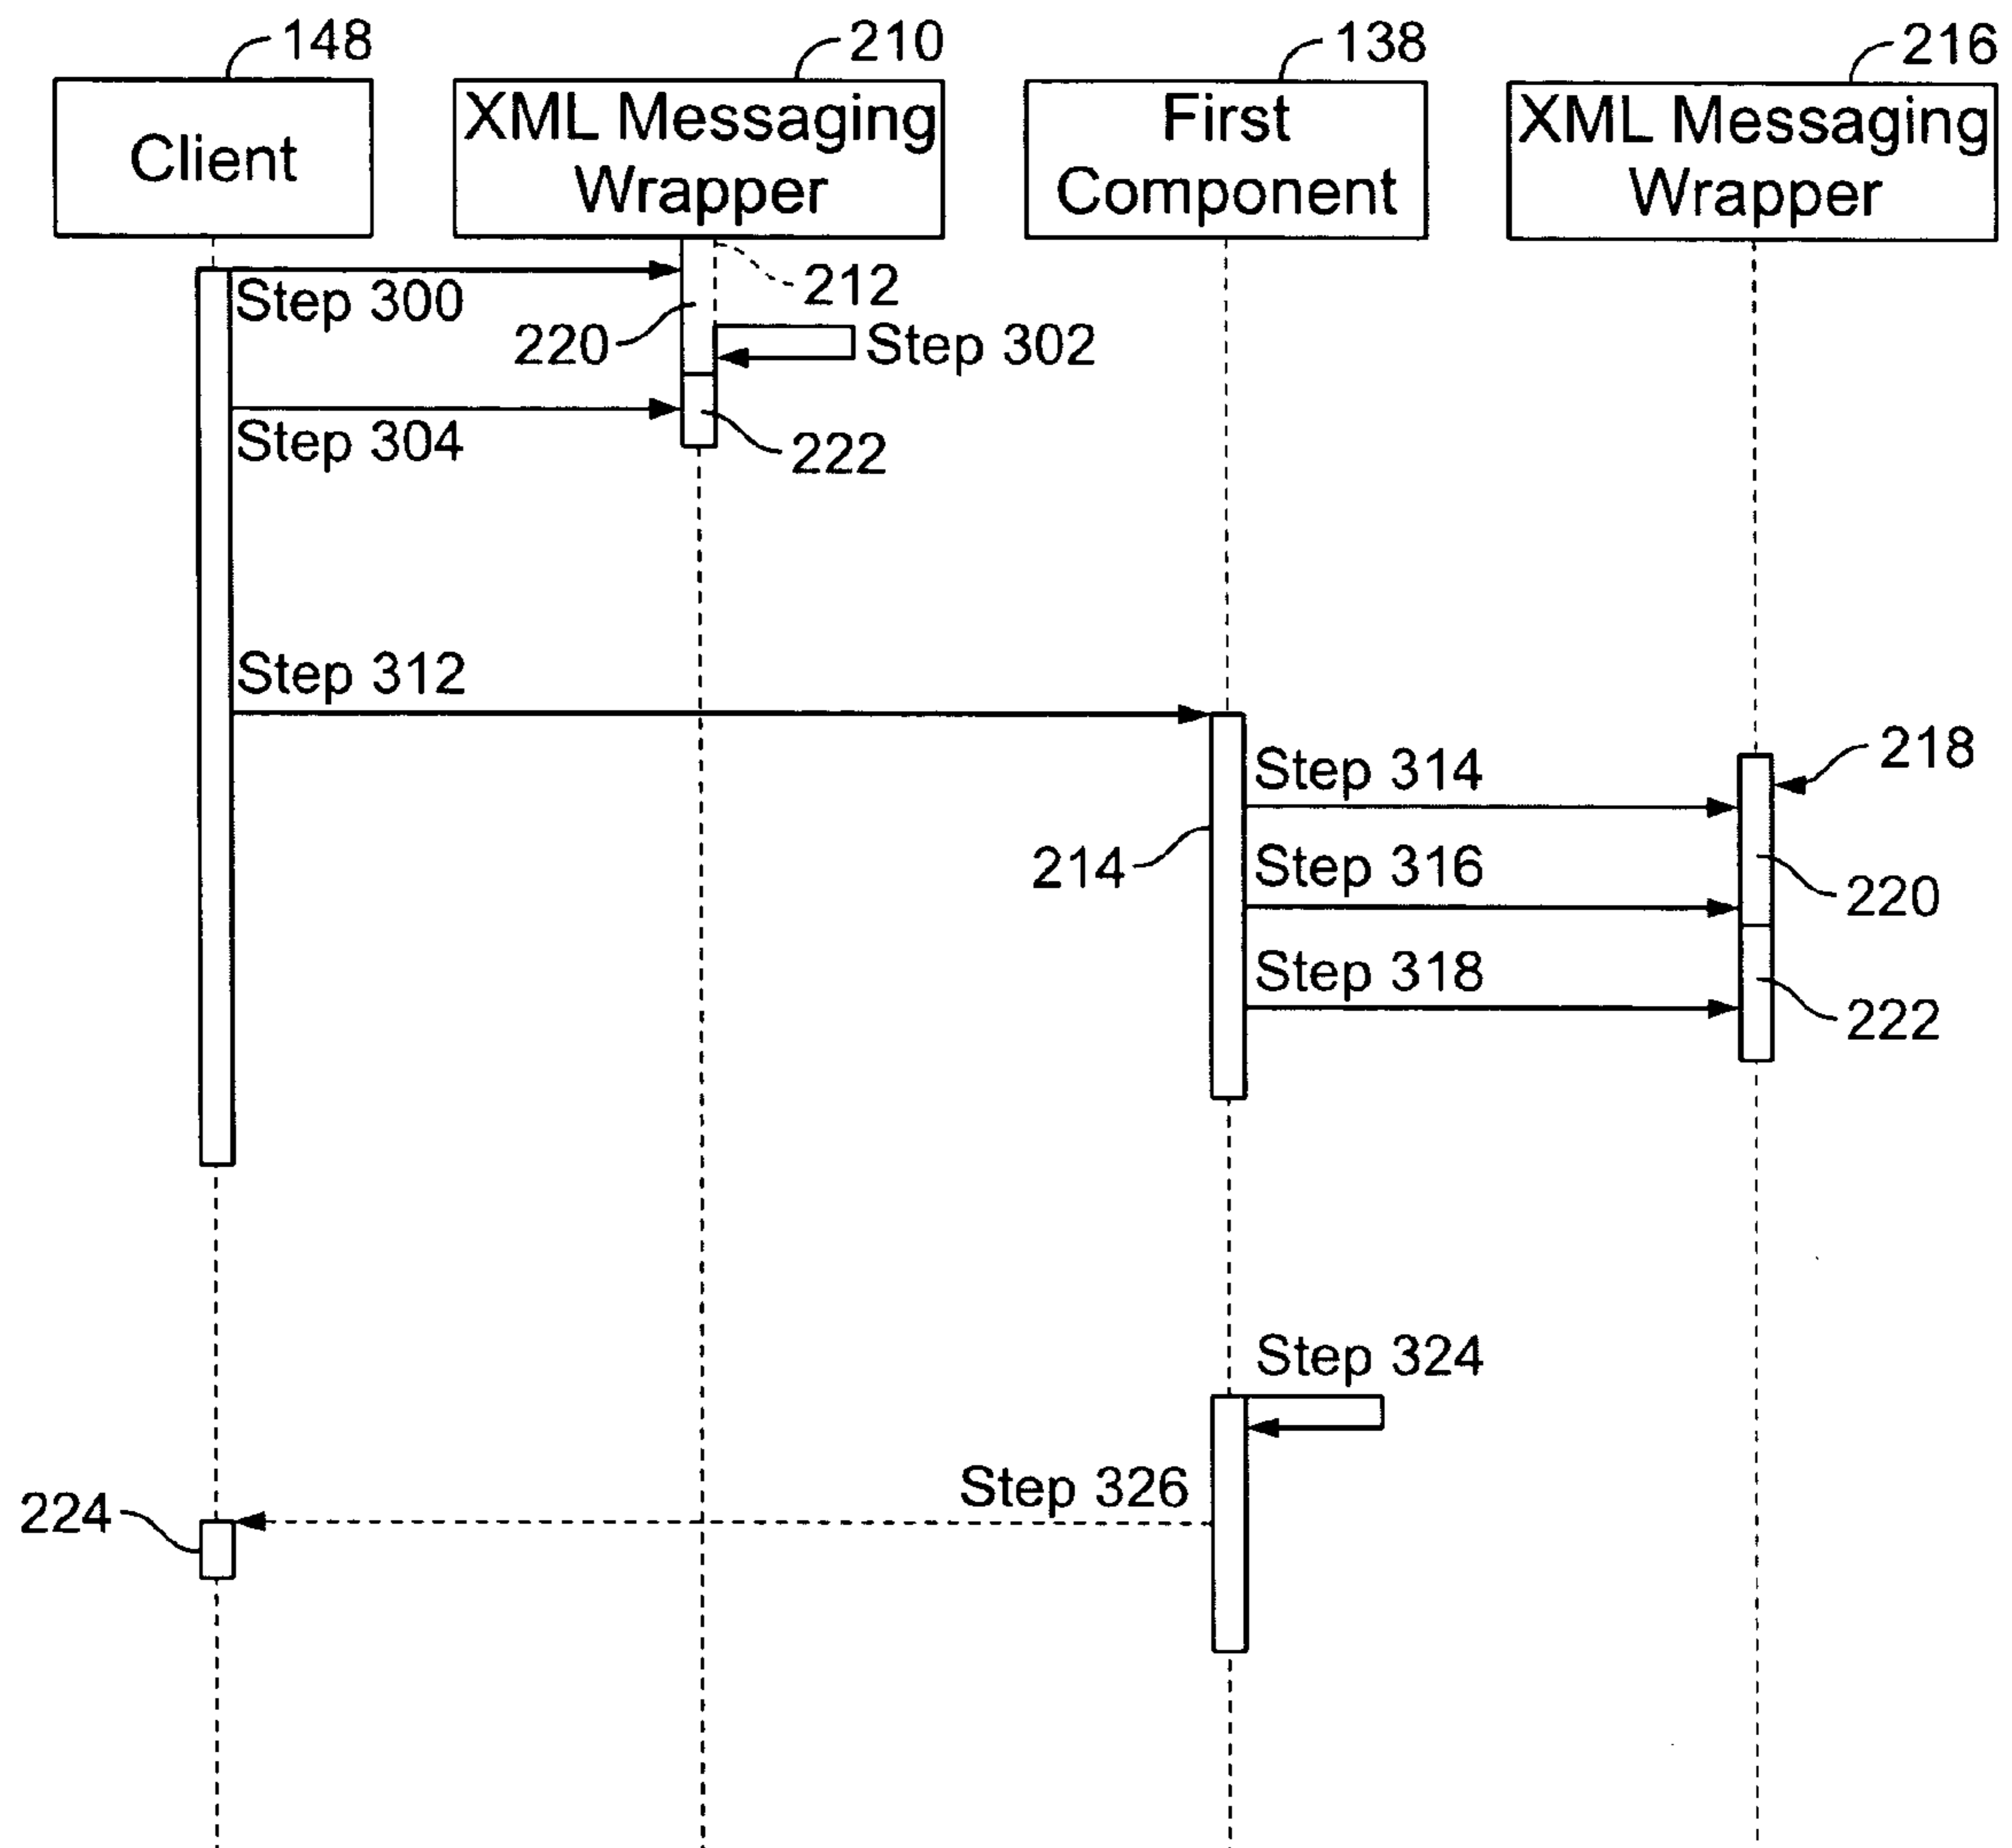 148
210
138
216
Client
XML Messaging
Wrapper
First
Component
XML Messaging
Wrapper
Step 300
212
220
Step 302
Step 304
222
Step 312
Step 314
218
214
Step 316
220
Step 318
222
Step 324
Step 326
224